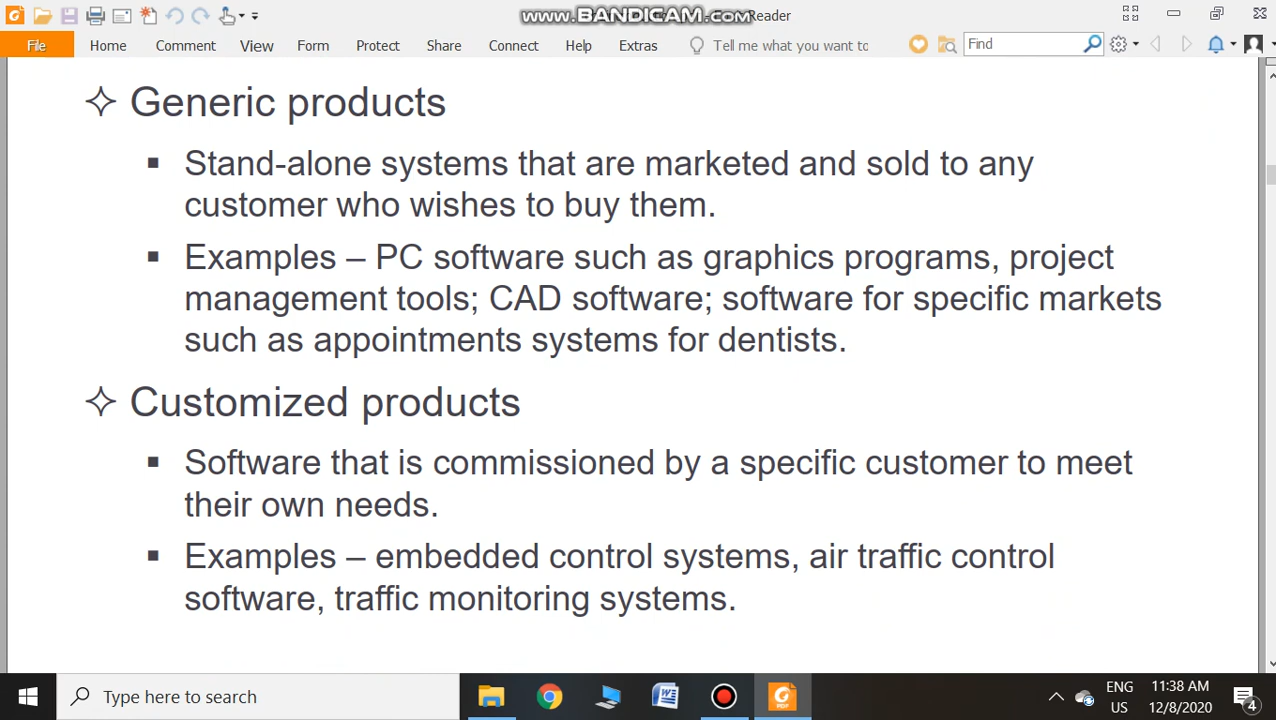 www.BANDICAM.com
Reader
File
Home
Comment
View
Form
Protect
Share
Connect
Help
Extras
Tell me what you want to
Find
✧ Generic products
▪ Stand-alone systems that are marketed and sold to any
customer who wishes to buy them.
▪ Examples – PC software such as graphics programs, project
management tools; CAD software; software for specific markets
such as appointments systems for dentists.
✧ Customized products
▪ Software that is commissioned by a specific customer to meet
their own needs.
▪ Examples – embedded control systems, air traffic control
software, traffic monitoring systems.
Type here to search
PDF
ENG
US
11:38 AM
12/8/2020
4